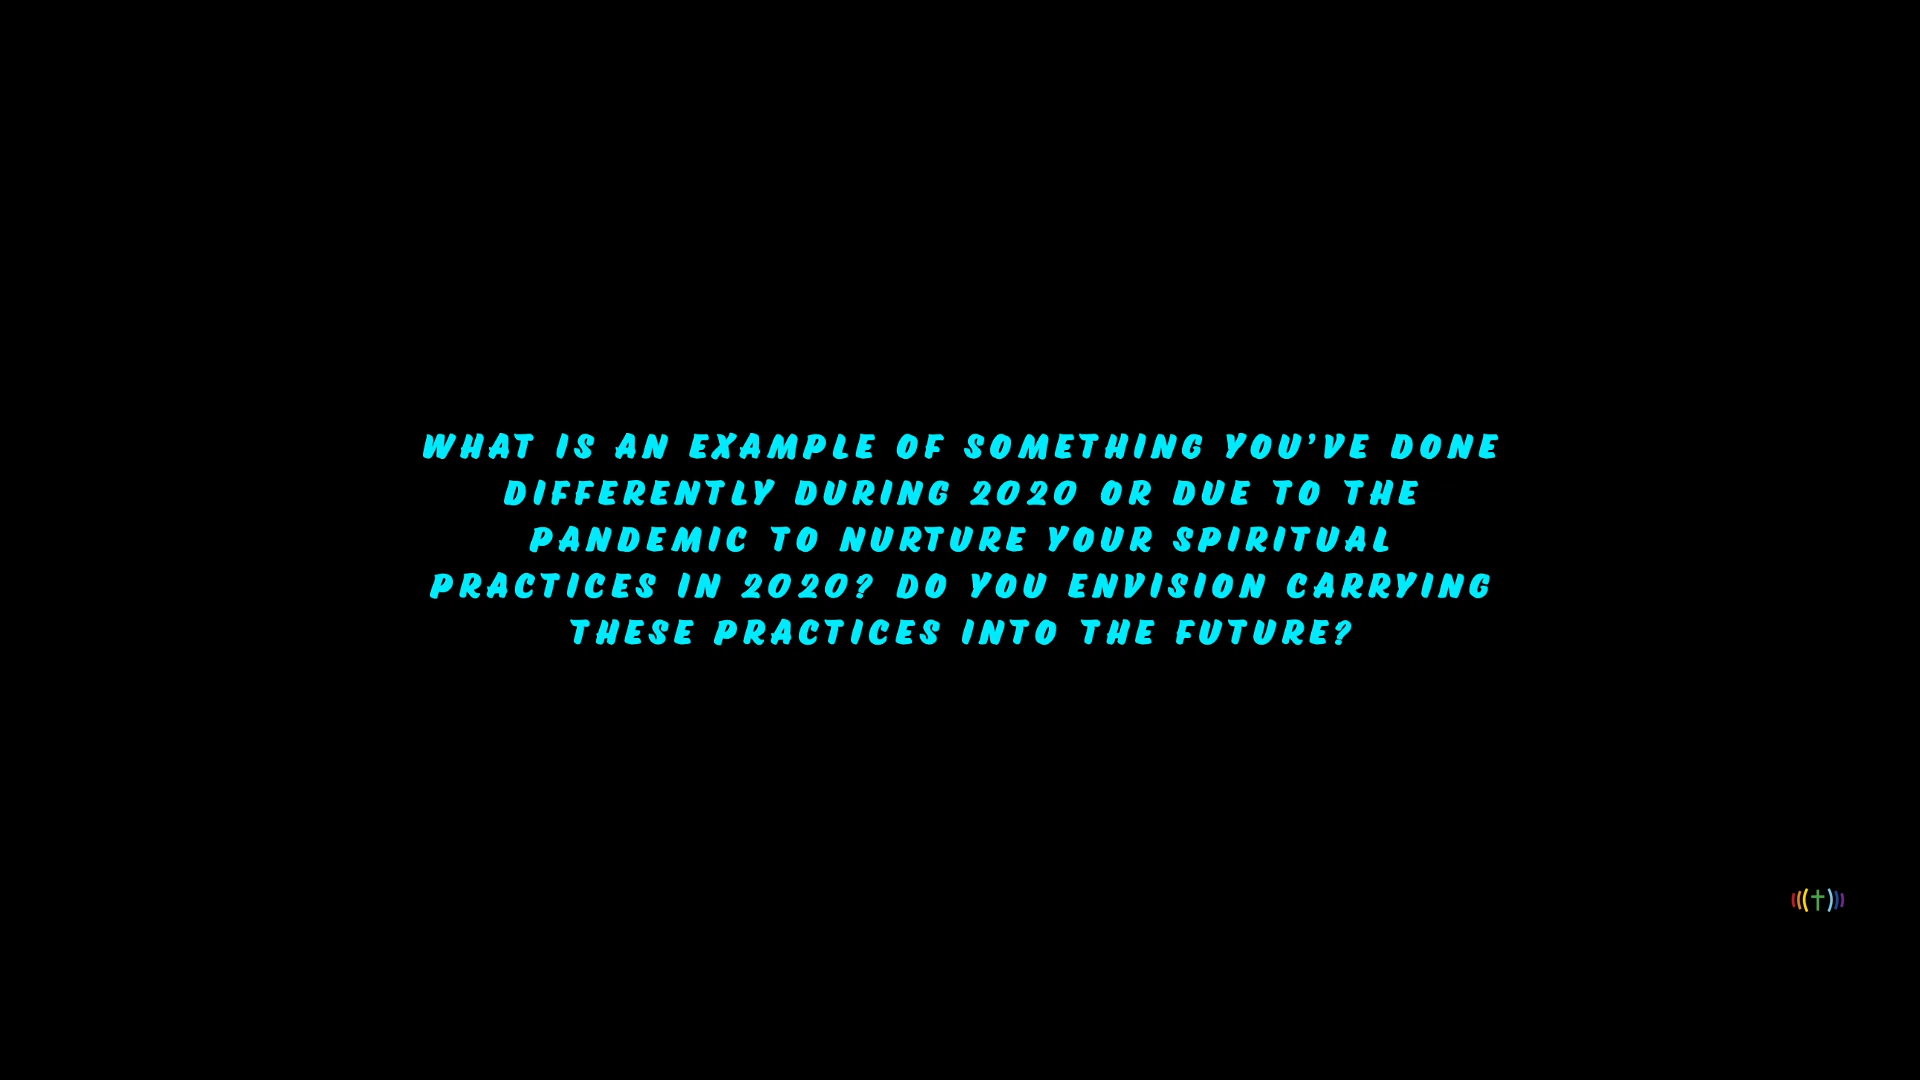 WHAT IS AN EXAMPLE OF SOMETHING YOU'VE DONE
DIFFERENTLY DURING 2020 OR DUE TO THE
PANDEMIC TO NURTURE YOUR SPIRITUAL
PRACTICES IN 2020? DO YOU ENVISION CARRYING
THESE PRACTICES INTO THE FUTURE?